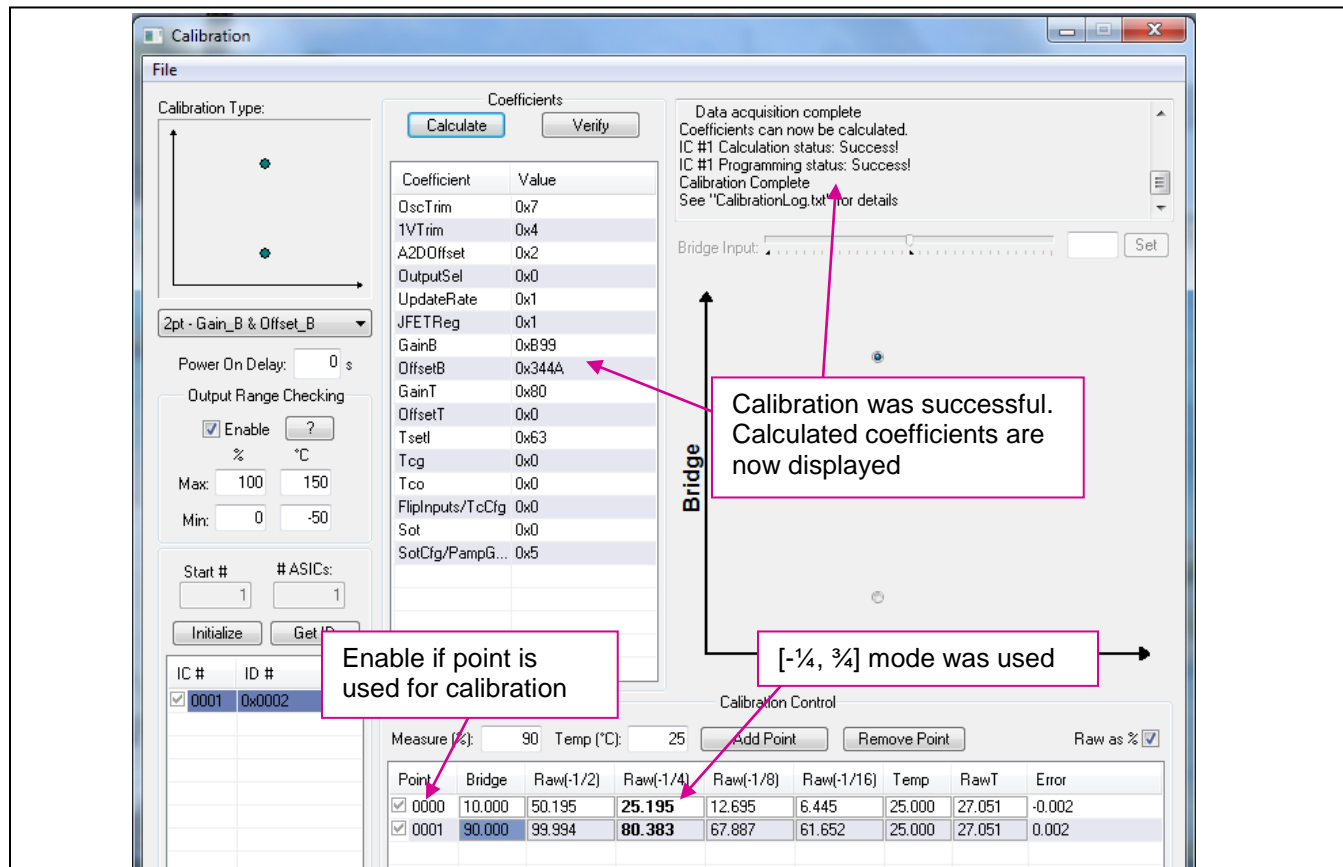 Calibration
File
Calibration Type:
2pt - Gain_B & Offset_B
Power On Delay: 0 s
Output Range Checking
Enable ?
% °C
Max: 100 150
Min: 0 -50
Start # # ASICs:
1 1
Initialize Get ID
IC # ID #
0001 0x0002
Coefficients
Calculate Verify
Coefficient Value
OscTrim 0x7
1VTrim 0x4
A2DOffset 0x2
OutputSel 0x0
UpdateRate 0x1
JFETReg 0x1
GainB 0xB99
OffsetB 0x344A
GainT 0x80
OffsetT 0x0
Tsetl 0x63
Tcg 0x0
Tco 0x0
FlipInputs/TcCfg 0x0
Sot 0x0
SotCfg/PampG... 0x5
Data acquisition complete
Coefficients can now be calculated.
IC #1 Calculation status: Success!
IC #1 Programming status: Success!
Calibration Complete
See "CalibrationLog.txt" for details
Bridge Input: Set
Bridge
Calibration was successful.
Calculated coefficients are
now displayed
Enable if point is
used for calibration
[-¼, ¾] mode was used
Calibration Control
Measure (%): 90 Temp (°C): 25 Add Point Remove Point Raw as %
Point Bridge Raw(-1/2) Raw(-1/4) Raw(-1/8) Raw(-1/16) Temp RawT Error
0000 10.000 50.195 25.195 12.695 6.445 25.000 27.051 -0.002
0001 90.000 99.994 80.383 67.887 61.652 25.000 27.051 0.002